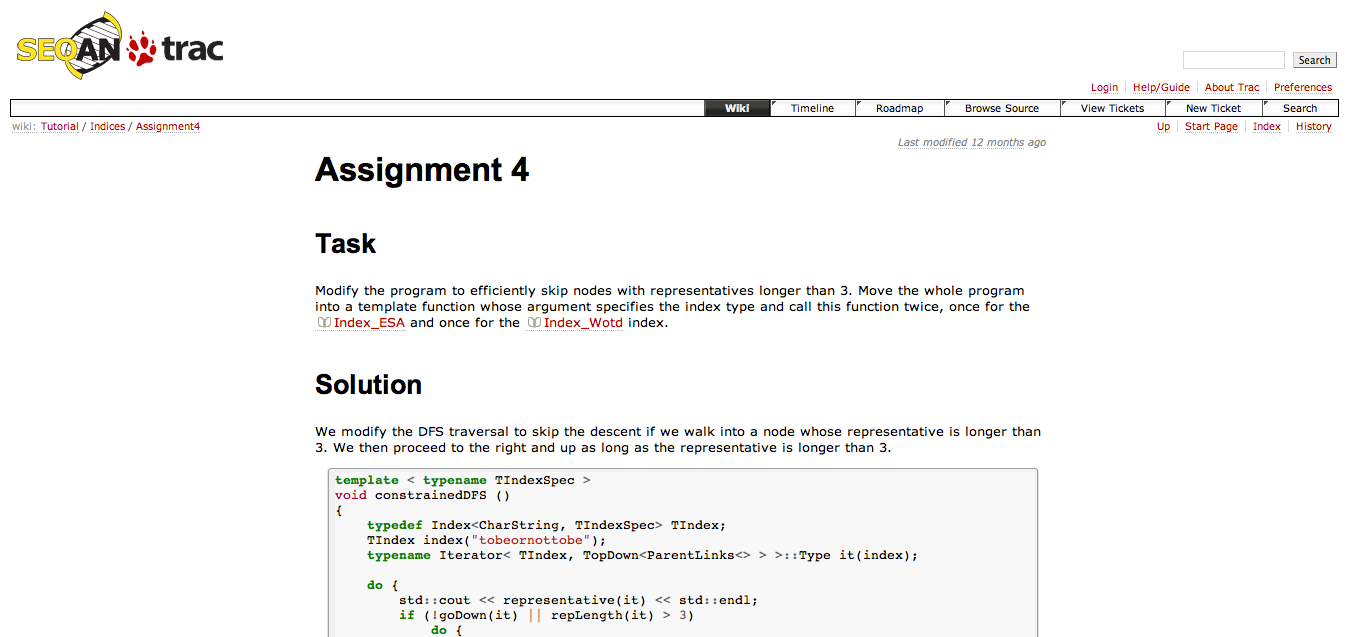 SEQAN trac
Search
Login Help/Guide About Trac Preferences
Wiki Timeline Roadmap Browse Source View Tickets New Ticket Search
wiki: Tutorial / Indices / Assignment4
Up Start Page Index History
Last modified 12 months ago
Assignment 4
Task
Modify the program to efficiently skip nodes with representatives longer than 3. Move the whole program
into a template function whose argument specifies the index type and call this function twice, once for the
Index_ESA and once for the Index_Wotd index.
Solution
We modify the DFS traversal to skip the descent if we walk into a node whose representative is longer than
3. We then proceed to the right and up as long as the representative is longer than 3.
template < typename TIndexSpec >
void constrainedDFS ()
{
    typedef Index<CharString, TIndexSpec> TIndex;
    TIndex index("tobeornottobe");
    typename Iterator< TIndex, TopDown<ParentLinks<> > >::Type it(index);
    do {
        std::cout << representative(it) << std::endl;
        if (!goDown(it) || repLength(it) > 3)
            do {